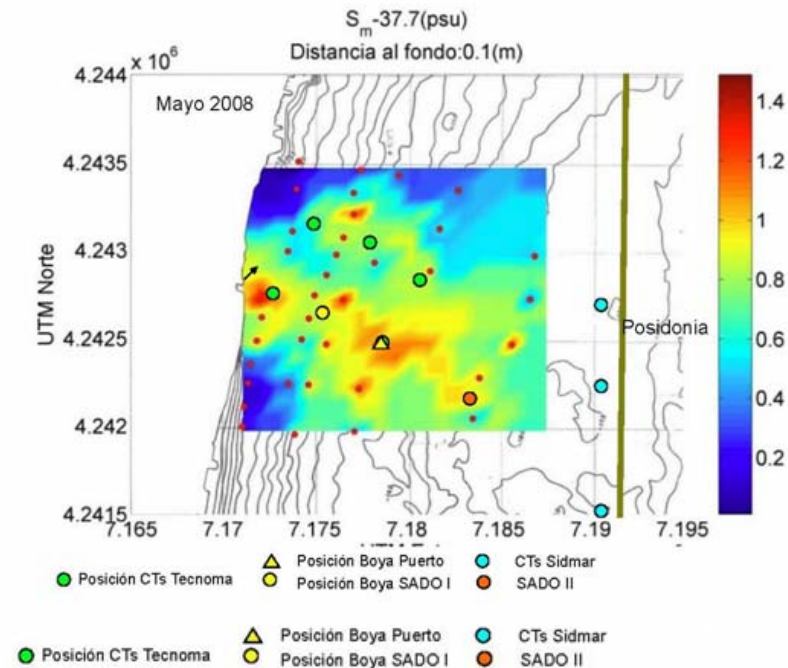 Sm-37.7(psu)
Distancia al fondo:0.1(m)
x 10⁶
4.244
Mayo 2008
4.2435
4.243
4.2425
4.242
4.2415
UTM Norte
Posidonia
7.165 7.17 7.175 7.18 7.185 7.19 7.195
1.4
1.2
1
0.8
0.6
0.4
0.2
Posición CTs Tecnoma
Posición Boya Puerto
Posición Boya SADO I
CTs Sidmar
SADO II
Posición CTs Tecnoma
Posición Boya Puerto
Posición Boya SADO I
CTs Sidmar
SADO II